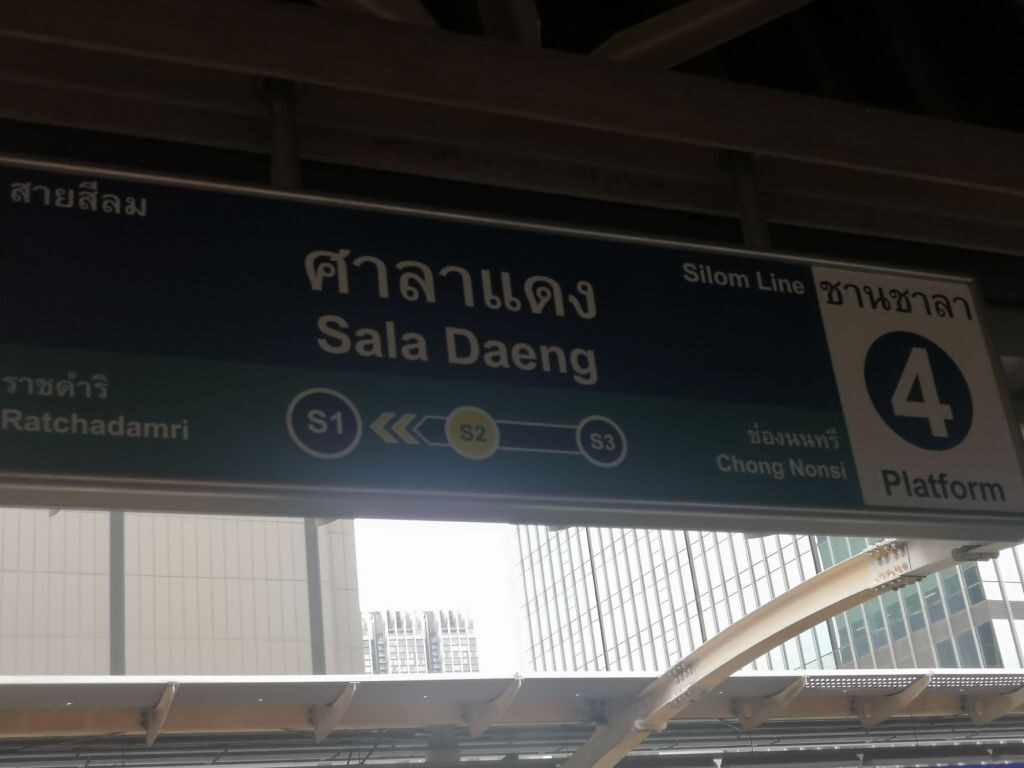 สายสีลม
ศาลาแดง
Sala Daeng
Silom Line
ราชดำริ
Ratchadamri
S1
S2
S3
ช่องนนทรี
Chong Nonsi
ชานชาลา
4
Platform